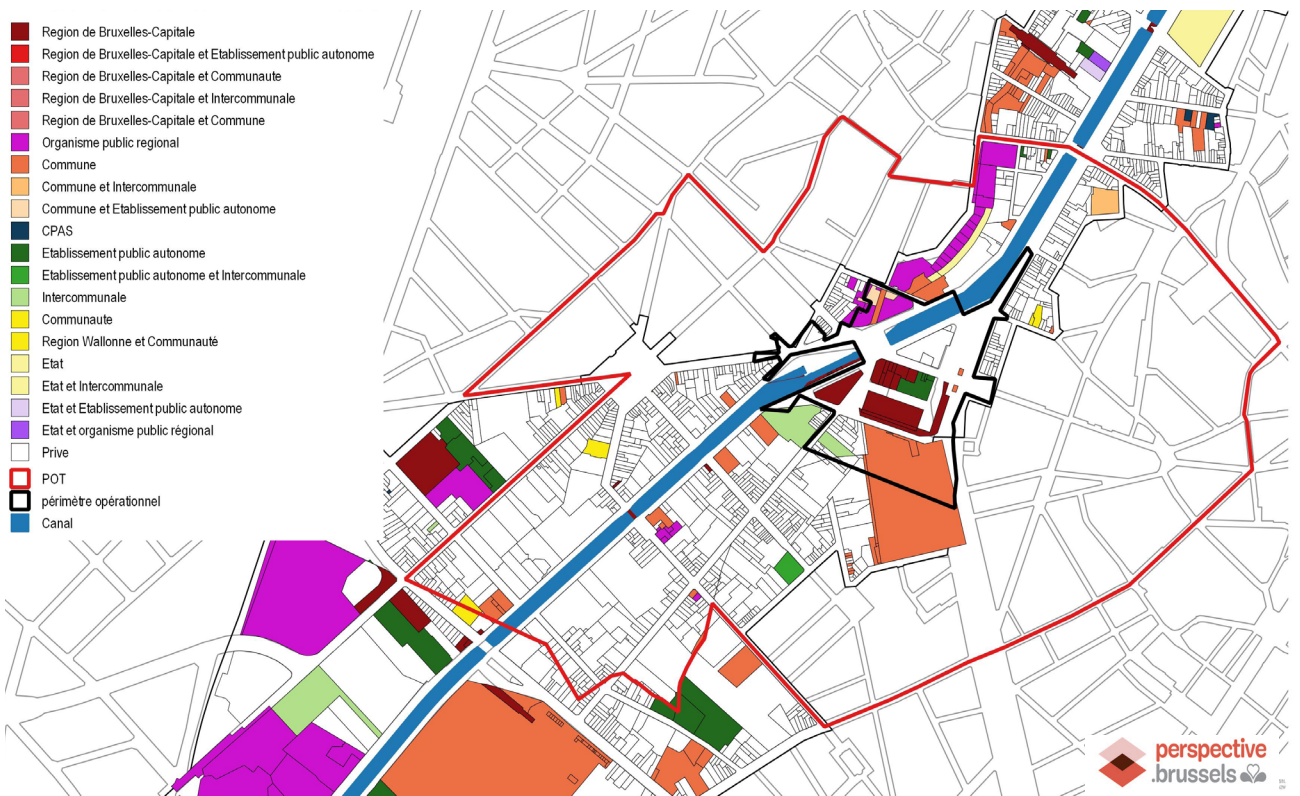 Region de Bruxelles-Capitale
Region de Bruxelles-Capitale et Etablissement public autonome
Region de Bruxelles-Capitale et Communaute
Region de Bruxelles-Capitale et Intercommunale
Region de Bruxelles-Capitale et Commune
Organisme public regional
Commune
Commune et Intercommunale
Commune et Etablissement public autonome
CPAS
Etablissement public autonome
Etablissement public autonome et Intercommunale
Intercommunale
Communaute
Region Wallonne et Communauté
Etat
Etat et Intercommunale
Etat et Etablissement public autonome
Etat et organisme public régional
Prive
POT
périmètre opérationnel
Canal
perspective
.brussels